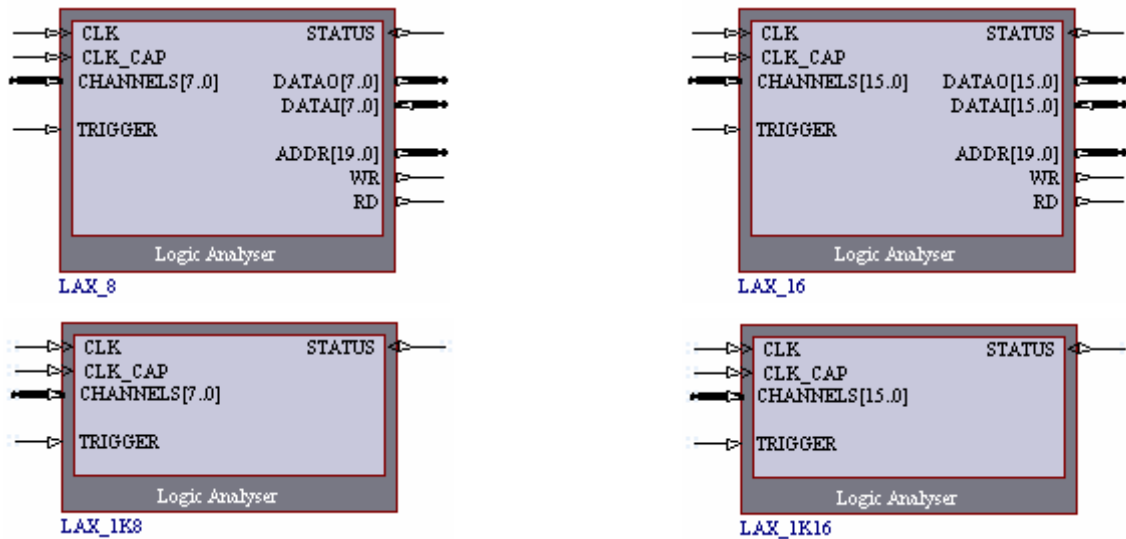 CLK STATUS
CLK_CAP
CHANNELS[7..0] DATAO[7..0]
DATAI[7..0]
TRIGGER
ADDR[19..0]
WR
RD
Logic Analyser
LAX_8
CLK STATUS
CLK_CAP
CHANNELS[15..0] DATAO[15..0]
DATAI[15..0]
TRIGGER
ADDR[19..0]
WR
RD
Logic Analyser
LAX_16
CLK STATUS
CLK_CAP
CHANNELS[7..0]
TRIGGER
Logic Analyser
LAX_1K8
CLK STATUS
CLK_CAP
CHANNELS[15..0]
TRIGGER
Logic Analyser
LAX_1K16